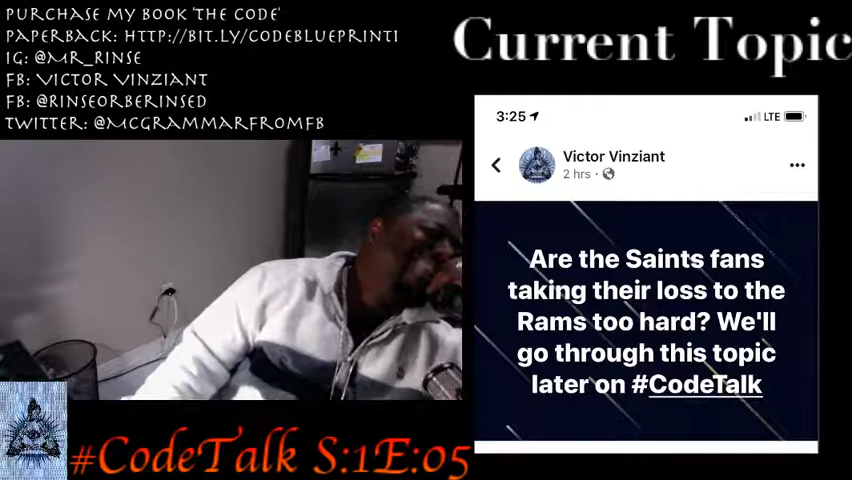 PURCHASE MY BOOK 'THE CODE'
PAPERBACK: HTTP://BIT.LY/CODEBLUEPRINT1
IG: @MR_RINSE
FB: VICTOR VINZIANT
FB: @RINSEORBERINSED
TWITTER: @MCGRAMMARFROMFB
Current Topic
3:25
LTE
Victor Vinziant
2 hrs ·
Are the Saints fans
taking their loss to the
Rams too hard? We'll
go through this topic
later on #CodeTalk
#CodeTalk S:1E:05